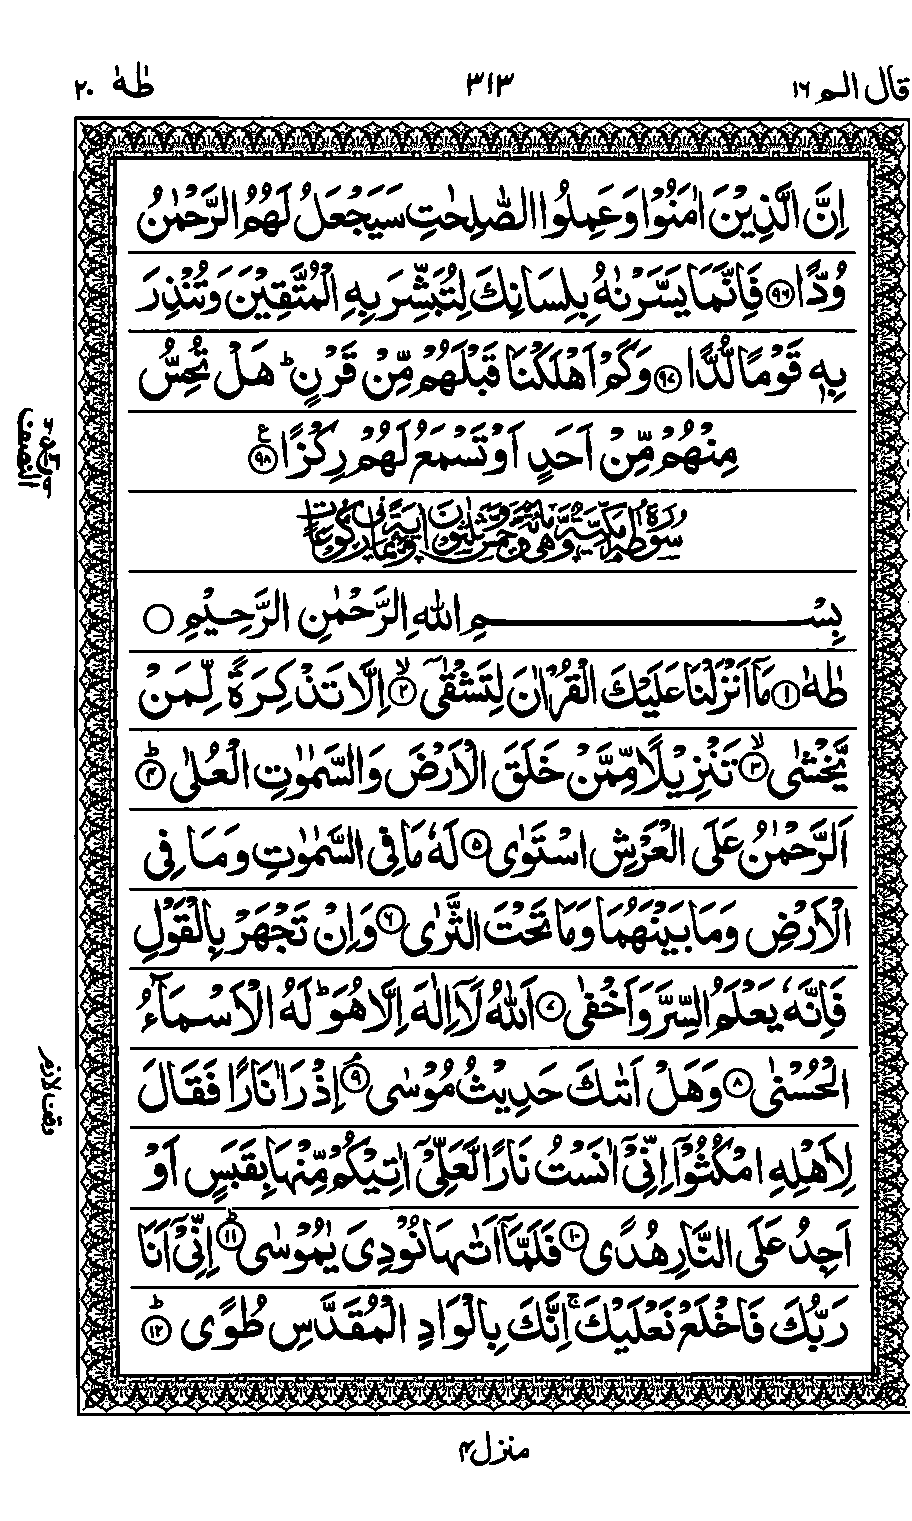 قال الم ١٦
٣١٣
طٰهٰ ٢٠
اِنَّ الَّذِيْنَ اٰمَنُوْا وَعَمِلُوا الصّٰلِحٰتِ سَيَجْعَلُ لَهُمُ الرَّحْمٰنُ
وُدًّا ﴿٩٦﴾ فَاِنَّمَا يَسَّرْنٰهُ بِلِسَانِكَ لِتُبَشِّرَ بِهِ الْمُتَّقِيْنَ وَتُنْذِرَ
بِهٖ قَوْمًا لُّدًّا ﴿٩٧﴾ وَكَمْ اَهْلَكْنَا قَبْلَهُمْ مِّنْ قَرْنٍ ؕ هَلْ تُحِسُّ
مِنْهُمْ مِّنْ اَحَدٍ اَوْ تَسْمَعُ لَهُمْ رِكْزًا ﴿٩٨﴾ ع
سُوْرَةُ طٰهٰ مَكِّيَّةٌ وَّهِيَ مِائَةٌ وَّخَمْسٌ وَّثَلٰثُوْنَ اٰيَةً وَّثَمَانِيْ رُكُوْعَاتٍ
بِسْمِ اللّٰهِ الرَّحْمٰنِ الرَّحِيْمِ ○
طٰهٰ ﴿١﴾ مَاۤ اَنْزَلْنَا عَلَيْكَ الْقُرْاٰنَ لِتَشْقٰۤى ﴿٢﴾ۙ اِلَّا تَذْكِرَةً لِّمَنْ
يَّخْشٰى ﴿٣﴾ۙ تَنْزِيْلًا مِّمَّنْ خَلَقَ الْاَرْضَ وَالسَّمٰوٰتِ الْعُلٰى ﴿٤﴾ؕ
اَلرَّحْمٰنُ عَلَى الْعَرْشِ اسْتَوٰى ﴿٥﴾ لَهٗ مَا فِى السَّمٰوٰتِ وَمَا فِى
الْاَرْضِ وَمَا بَيْنَهُمَا وَمَا تَحْتَ الثَّرٰى ﴿٦﴾ وَاِنْ تَجْهَرْ بِالْقَوْلِ
فَاِنَّهٗ يَعْلَمُ السِّرَّ وَاَخْفٰى ﴿٧﴾ اَللّٰهُ لَاۤ اِلٰهَ اِلَّا هُوَ ؕ لَهُ الْاَسْمَآءُ
الْحُسْنٰى ﴿٨﴾ وَهَلْ اَتٰىكَ حَدِيْثُ مُوْسٰى ﴿٩﴾ۘ اِذْ رَاٰ نَارًا فَقَالَ
لِاَهْلِهِ امْكُثُوْۤا اِنِّىْۤ اٰنَسْتُ نَارًا لَّعَلِّىْۤ اٰتِيْكُمْ مِّنْهَا بِقَبَسٍ اَوْ
اَجِدُ عَلَى النَّارِ هُدًى ﴿١٠﴾ فَلَمَّاۤ اَتٰىهَا نُوْدِىَ يٰمُوْسٰى ﴿١١﴾ؕ اِنِّىْۤ اَنَا
رَبُّكَ فَاخْلَعْ نَعْلَيْكَ ۚ اِنَّكَ بِالْوَادِ الْمُقَدَّسِ طُوًى ﴿١٢﴾ؕ
وقف لازم
منزل ٤